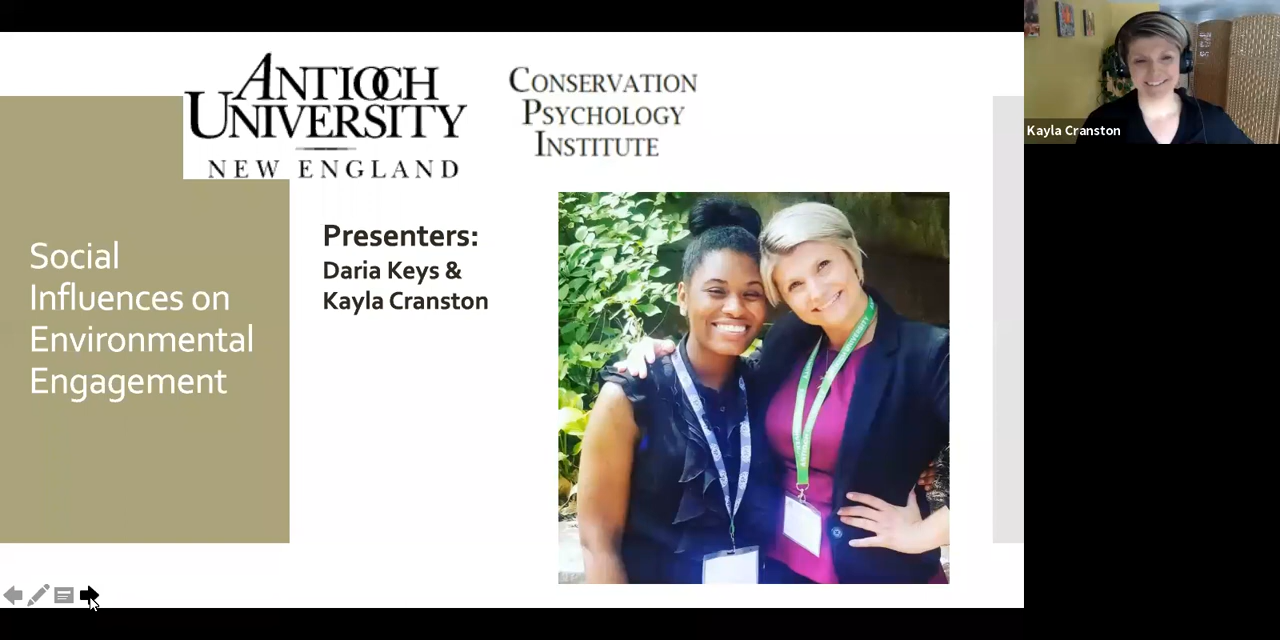 ANTIOCH
UNIVERSITY
NEW ENGLAND
CONSERVATION
PSYCHOLOGY
INSTITUTE
Kayla Cranston
Social
Influences on
Environmental
Engagement
Presenters:
Daria Keys &
Kayla Cranston